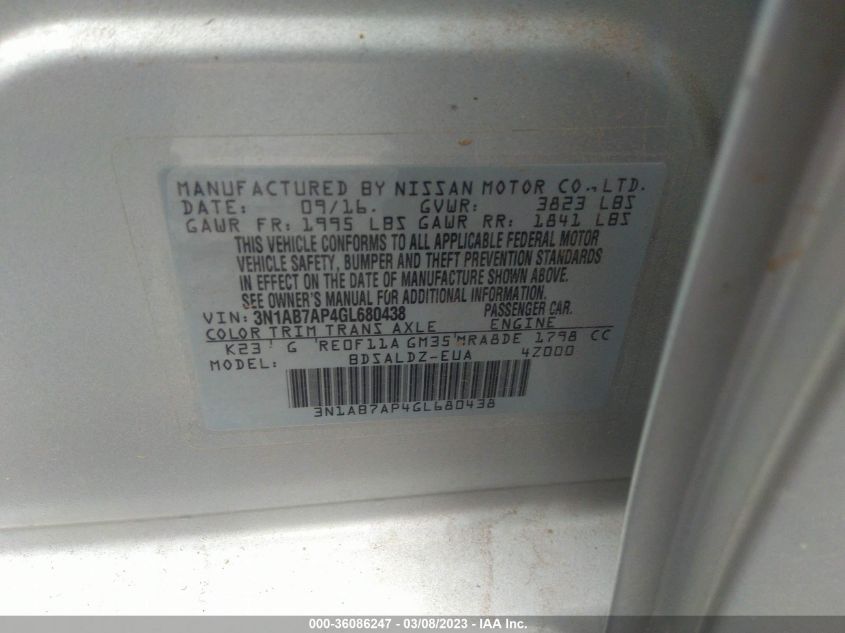 MANUFACTURED BY NISSAN MOTOR CO., LTD.
DATE: 09/16. GVWR: 3823 LBS
GAWR FR: 1995 LBS GAWR RR: 1841 LBS
THIS VEHICLE CONFORMS TO ALL APPLICABLE FEDERAL MOTOR
VEHICLE SAFETY, BUMPER AND THEFT PREVENTION STANDARDS
IN EFFECT ON THE DATE OF MANUFACTURE SHOWN ABOVE.
SEE OWNER'S MANUAL FOR ADDITIONAL INFORMATION.
VIN: 3N1AB7AP4GL680438 PASSENGER CAR.
COLOR TRIM TRANS AXLE ENGINE
K23 G RE0F11A GM35 MRA8DE 1798 CC
MODEL: BDSALDZ-EUA 4Z000
3N1AB7AP4GL680438
000-36086247 - 03/08/2023 - IAA Inc.